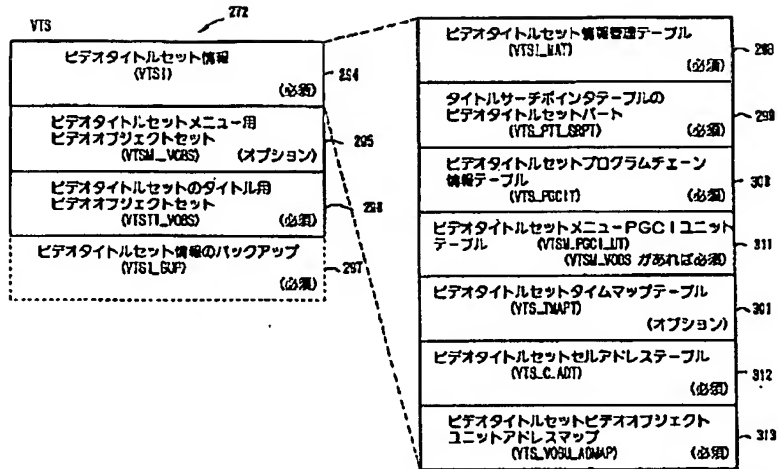 VTS
272
ビデオタイトルセット情報
(VTSI)
(必須)
294
ビデオタイトルセットメニュー用
ビデオオブジェクトセット
(VTSM_VOBS) (オプション)
295
ビデオタイトルセットのタイトル用
ビデオオブジェクトセット
(VTSTT_VOBS) (必須)
296
ビデオタイトルセット情報のバックアップ
(VTSI_BUP)
(必須)
297
ビデオタイトルセット情報管理テーブル
(VTSI_MAT)
(必須)
298
タイトルサーチポインタテーブルの
ビデオタイトルセットパート
(VTS_PTT_SRPT) (必須)
299
ビデオタイトルセットプログラムチェーン
情報テーブル
(VTS_PGCIT) (必須)
300
ビデオタイトルセットメニューPGCIユニット
テーブル (VTSM_PGCI_UT)
(VTSM_VOBS があれば必須)
311
ビデオタイトルセットタイムマップテーブル
(VTS_TMAPT)
(オプション)
301
ビデオタイトルセットセルアドレステーブル
(VTS_C_ADT)
(必須)
312
ビデオタイトルセットビデオオブジェクト
ユニットアドレスマップ
(VTS_VOBU_ADMAP) (必須)
313